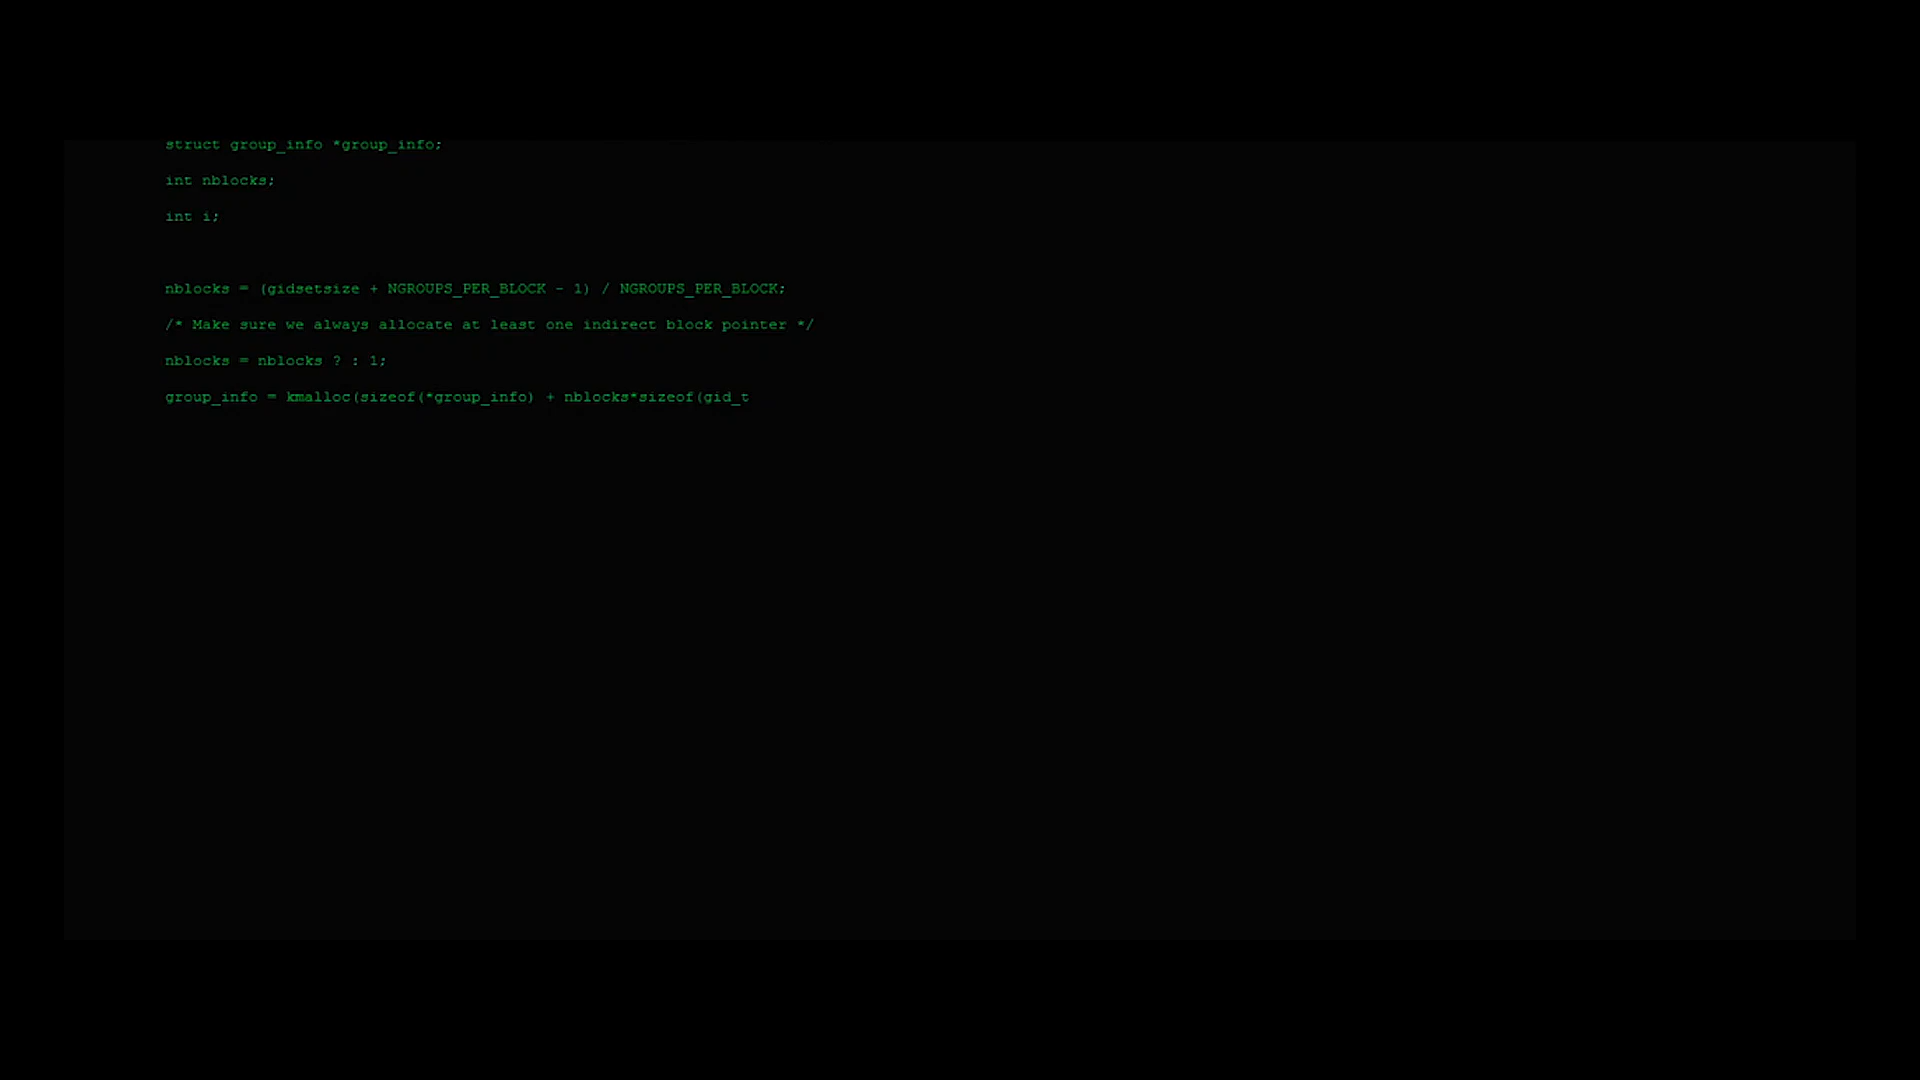 struct group_info *group_info;
int nblocks;
int i;
nblocks = (gidsetsize + NGROUPS_PER_BLOCK - 1) / NGROUPS_PER_BLOCK;
/* Make sure we always allocate at least one indirect block pointer */
nblocks = nblocks ? : 1;
group_info = kmalloc(sizeof(*group_info) + nblocks*sizeof(gid_t